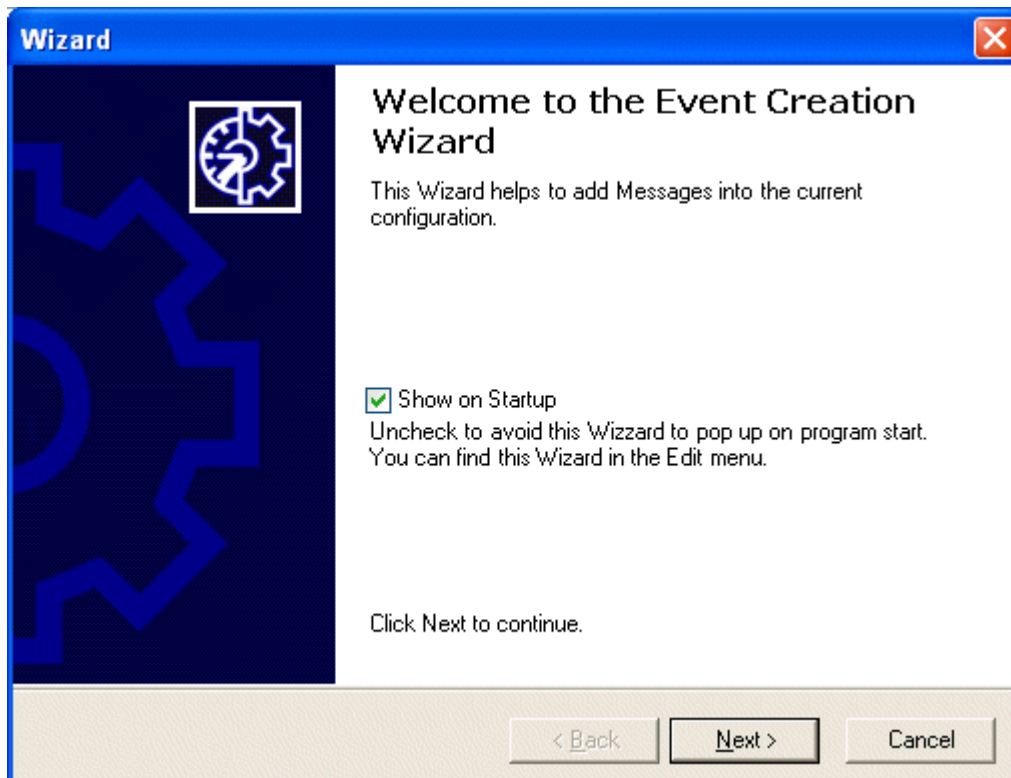 Wizard
Welcome to the Event Creation
Wizard
This Wizard helps to add Messages into the current
configuration.
Show on Startup
Uncheck to avoid this Wizzard to pop up on program start.
You can find this Wizard in the Edit menu.
Click Next to continue.
< Back
Next >
Cancel